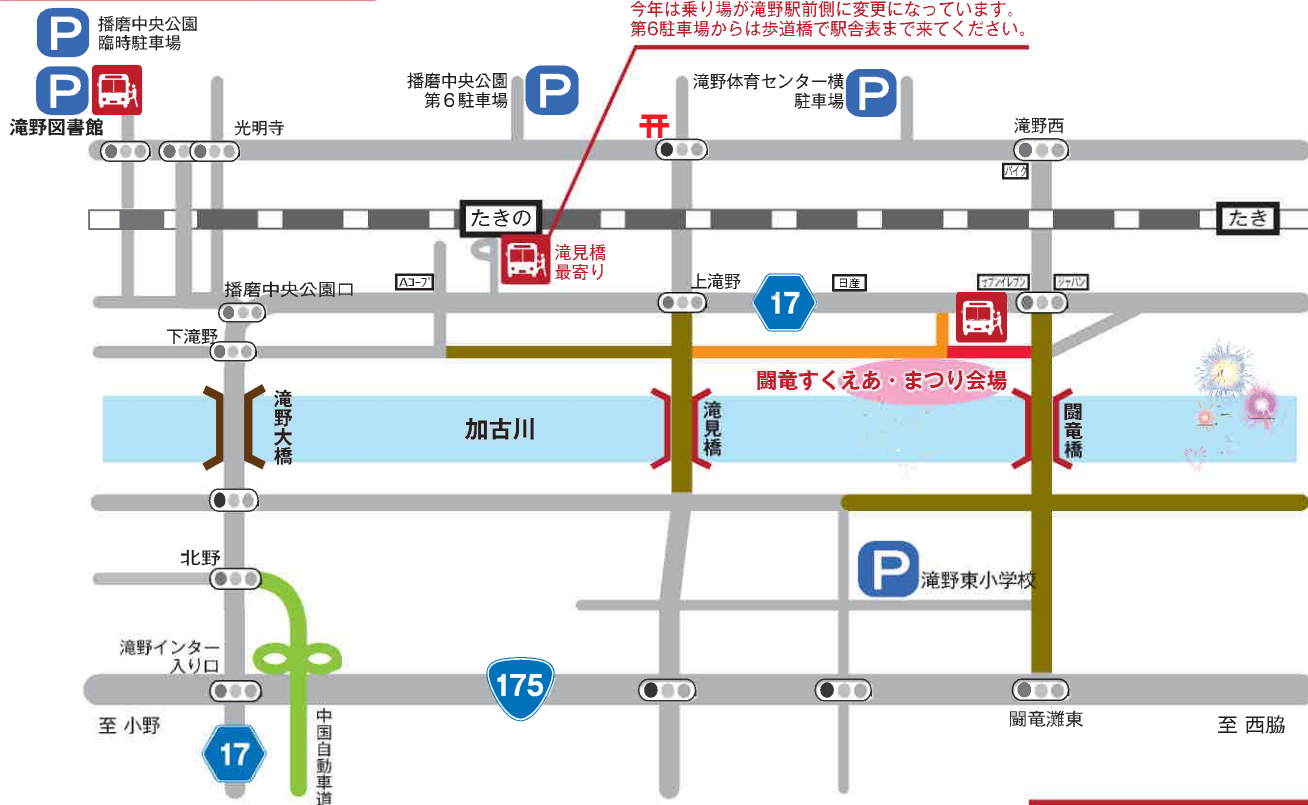 今年は乗り場が滝野駅前側に変更になっています。
第6駐車場からは歩道橋で駅舎表まで来てください。
P
播磨中央公園
臨時駐車場
P
滝野図書館
光明寺
播磨中央公園
第6駐車場
P
滝野体育センター横
駐車場
P
滝野西
バイク
たきの
たき
滝見橋
最寄り
Aコープ
播磨中央公園口
上滝野
17
日産
セブンイレブン
ジャパン
下滝野
闘竜すくえあ・まつり会場
滝野大橋
加古川
滝見橋
闘竜橋
北野
P
滝野東小学校
滝野インター
入り口
175
至 小野
17
中国自動車道
闘竜灘東
至 西脇